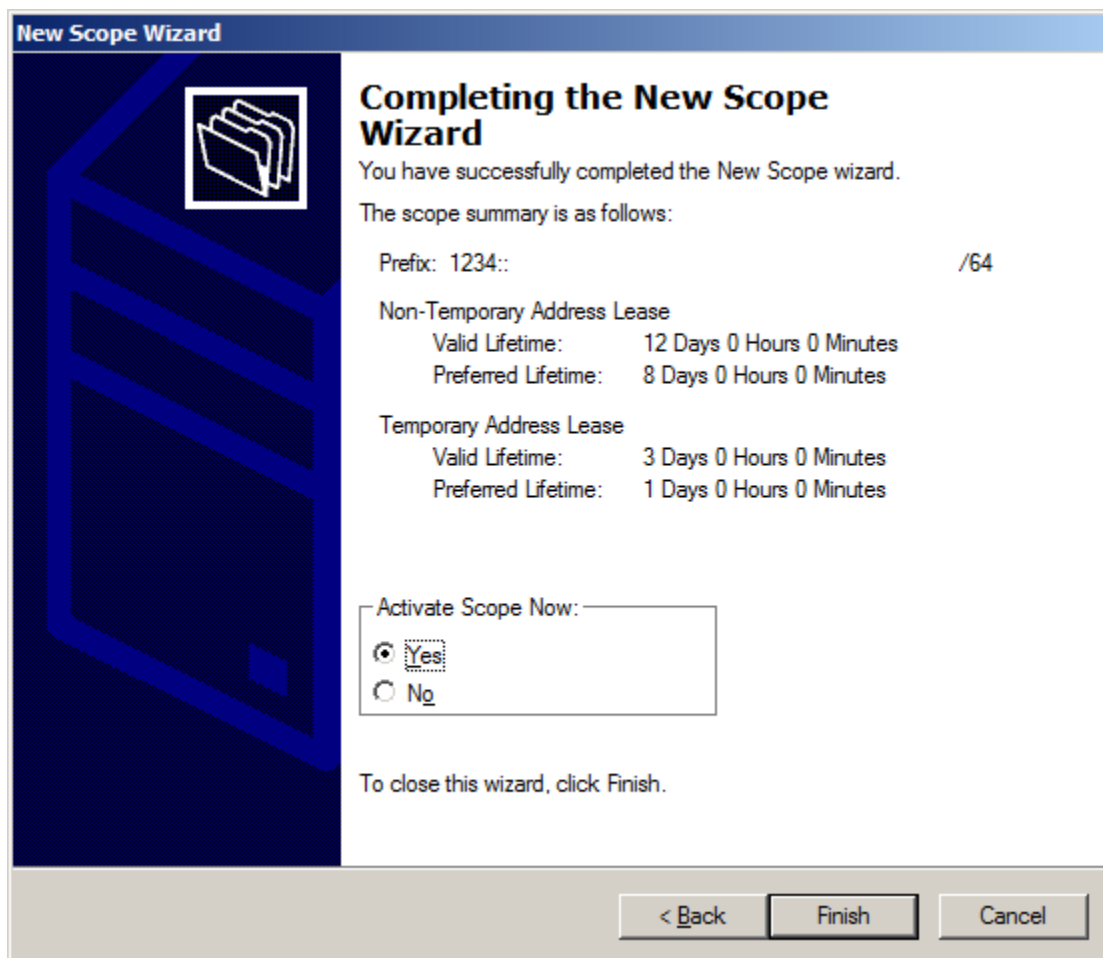 New Scope Wizard
Completing the New Scope
Wizard
You have successfully completed the New Scope wizard.
The scope summary is as follows:
Prefix: 1234:: /64
Non-Temporary Address Lease
Valid Lifetime: 12 Days 0 Hours 0 Minutes
Preferred Lifetime: 8 Days 0 Hours 0 Minutes
Temporary Address Lease
Valid Lifetime: 3 Days 0 Hours 0 Minutes
Preferred Lifetime: 1 Days 0 Hours 0 Minutes
Activate Scope Now:
Yes
No
To close this wizard, click Finish.
< Back Finish Cancel